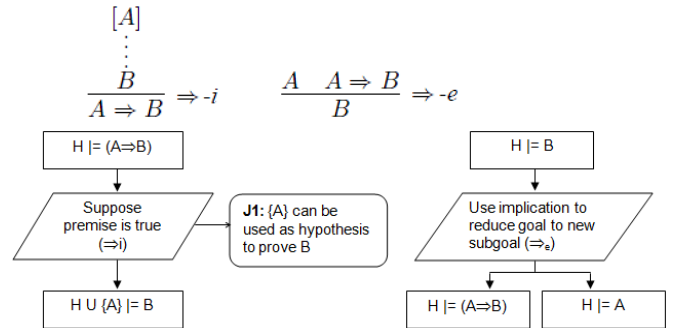 [A]
⋮
B
A ⇒ B
⇒-i
A A ⇒ B
B
⇒-e
H |= (A⇒B)
Suppose
premise is true
(⇒i)
J1: {A} can be
used as hypothesis
to prove B
H U {A} |= B
H |= B
Use implication to
reduce goal to new
subgoal (⇒e)
H |= (A⇒B)
H |= A